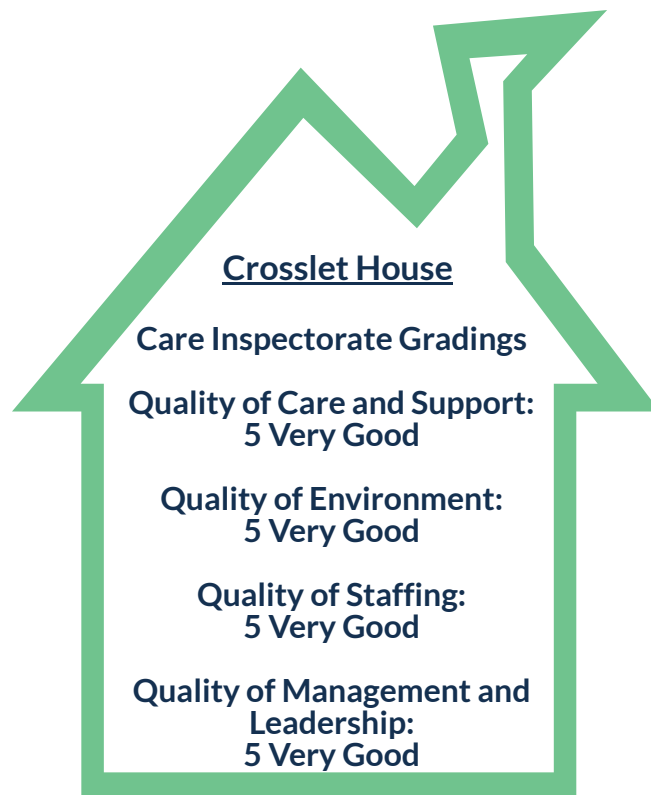 Crosslet House
Care Inspectorate Gradings
Quality of Care and Support:
5 Very Good
Quality of Environment:
5 Very Good
Quality of Staffing:
5 Very Good
Quality of Management and
Leadership:
5 Very Good